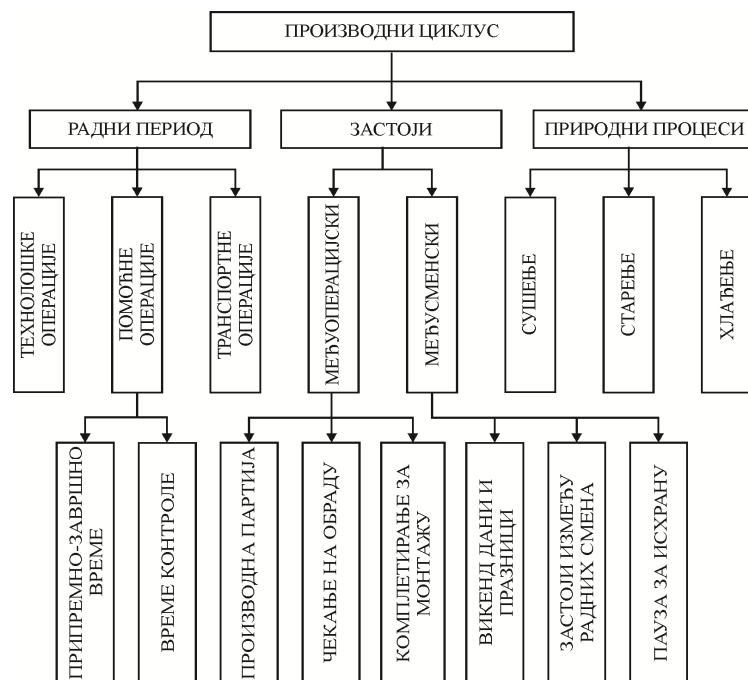 ПРОИЗВОДНИ ЦИКЛУС
РАДНИ ПЕРИОД
ЗАСТОЈИ
ПРИРОДНИ ПРОЦЕСИ
ТЕХНОЛОШКЕ
ОПЕРАЦИЈЕ
ПОМОЋНЕ
ОПЕРАЦИЈЕ
ТРАНСПОРТНЕ
ОПЕРАЦИЈЕ
МЕЂУОПЕРАЦИЈСКИ
МЕЂУСМЕНСКИ
СУШЕЊЕ
СТАРЕЊЕ
ХЛАЂЕЊЕ
ПРИПРЕМНО-ЗАВРШНО
ВРЕМЕ
ВРЕМЕ КОНТРОЛЕ
ПРОИЗВОДНА ПАРТИЈА
ЧЕКАЊЕ НА ОБРАДУ
КОМПЛЕТИРАЊЕ ЗА
МОНТАЖУ
ВИКЕНД ДАНИ И
ПРАЗНИЦИ
ЗАСТОЈИ ИЗМЕЂУ
РАДНИХ СМЕНА
ПАУЗА ЗА ИСХРАНУ